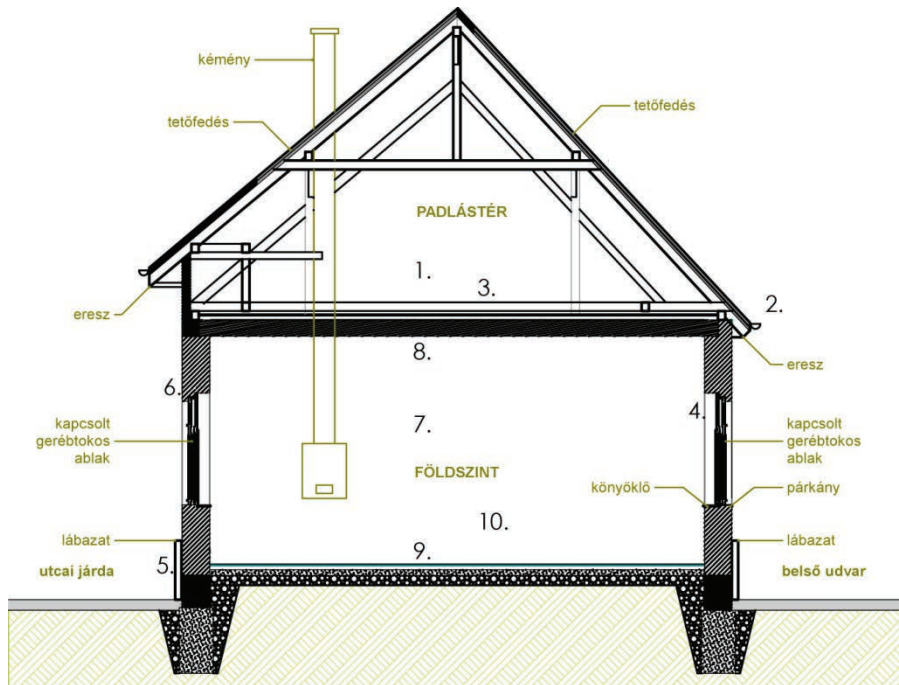 kémény
tetőfedés
tetőfedés
PADLÁSTÉR
1.
3.
2.
eresz
eresz
8.
6.
4.
kapcsolt
gerébtokos
ablak
7.
kapcsolt
gerébtokos
ablak
FÖLDSZINT
könyöklő
párkány
10.
lábazat
lábazat
9.
5.
utcai járda
belső udvar